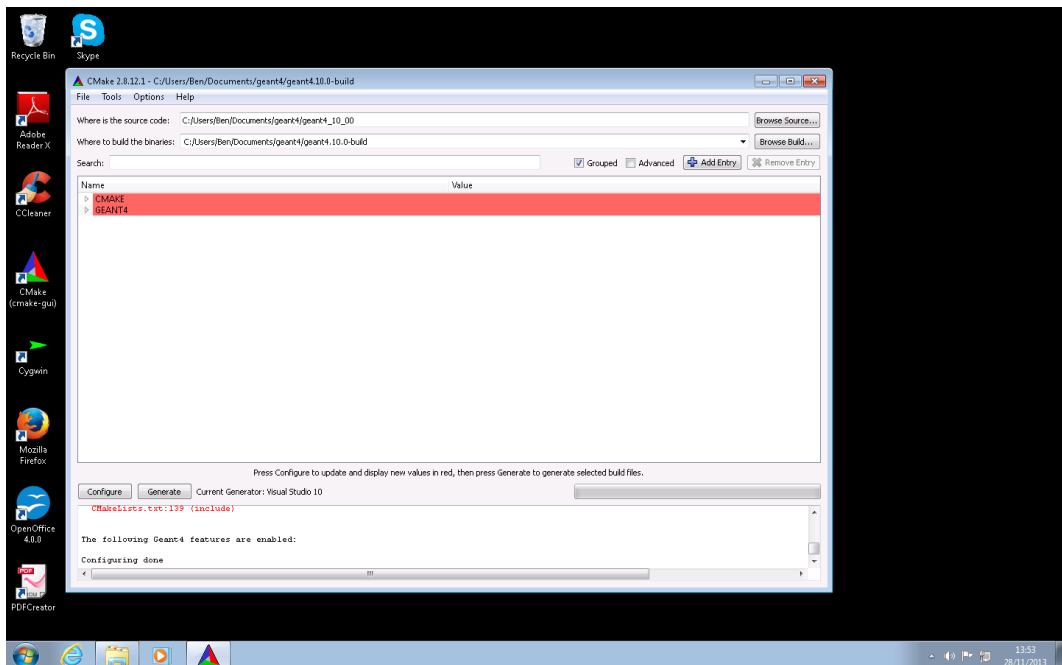 Recycle Bin
Skype
Adobe
Reader X
CCleaner
CMake
(cmake-gui)
Cygwin
Mozilla
Firefox
OpenOffice
4.0.0
PDF
PDFCreator
CMake 2.8.12.1 - C:/Users/Ben/Documents/geant4/geant4.10.0-build
File Tools Options Help
Where is the source code: C:/Users/Ben/Documents/geant4/geant4_10_00 Browse Source...
Where to build the binaries: C:/Users/Ben/Documents/geant4/geant4.10.0-build Browse Build...
Search: Grouped Advanced Add Entry Remove Entry
Name Value
CMAKE
GEANT4
Press Configure to update and display new values in red, then press Generate to generate selected build files.
Configure Generate Current Generator: Visual Studio 10
CMakeLists.txt:139 (include)
The following Geant4 features are enabled:
Configuring done
13:53
28/11/2013